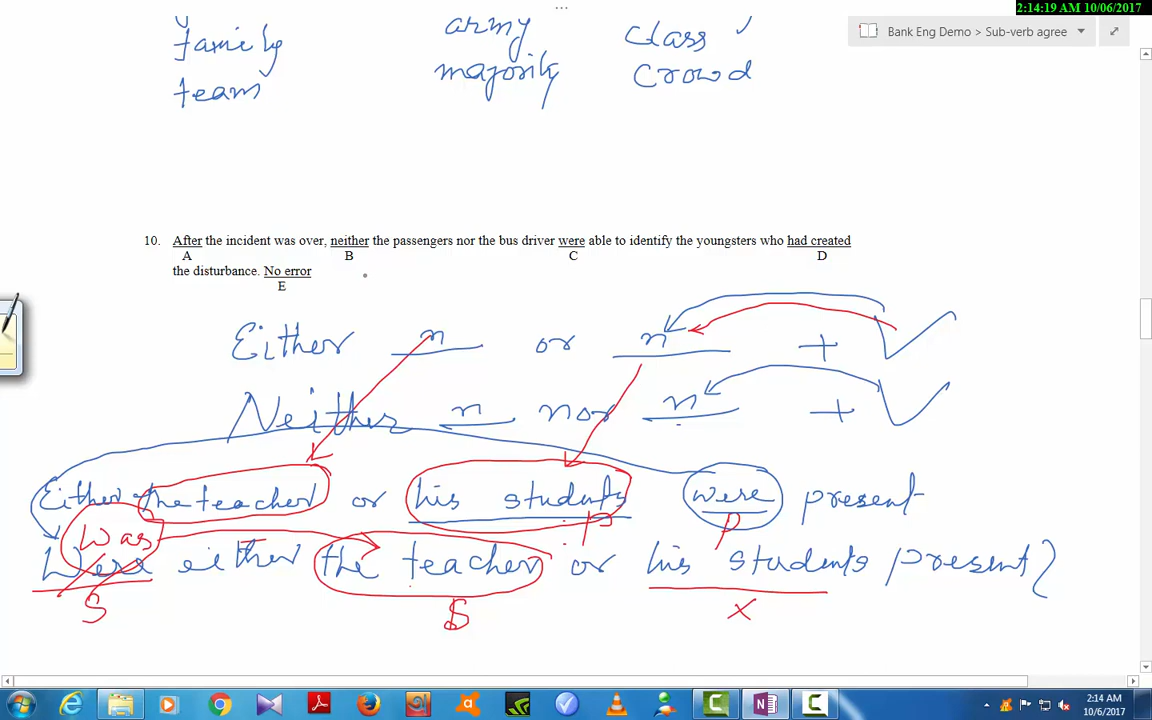 2:14:19 AM 10/06/2017
Bank Eng Demo > Sub-verb agree
family army class
team majority crowd
10. After the incident was over, neither the passengers nor the bus driver were able to identify the youngsters who had created
A B C D
the disturbance. No error
E
Either n or n +
Neither n nor n +
Either the teacher or his students were present
P P
was
Were either the teacher or his students present?
S S x
2:14 AM
10/6/2017